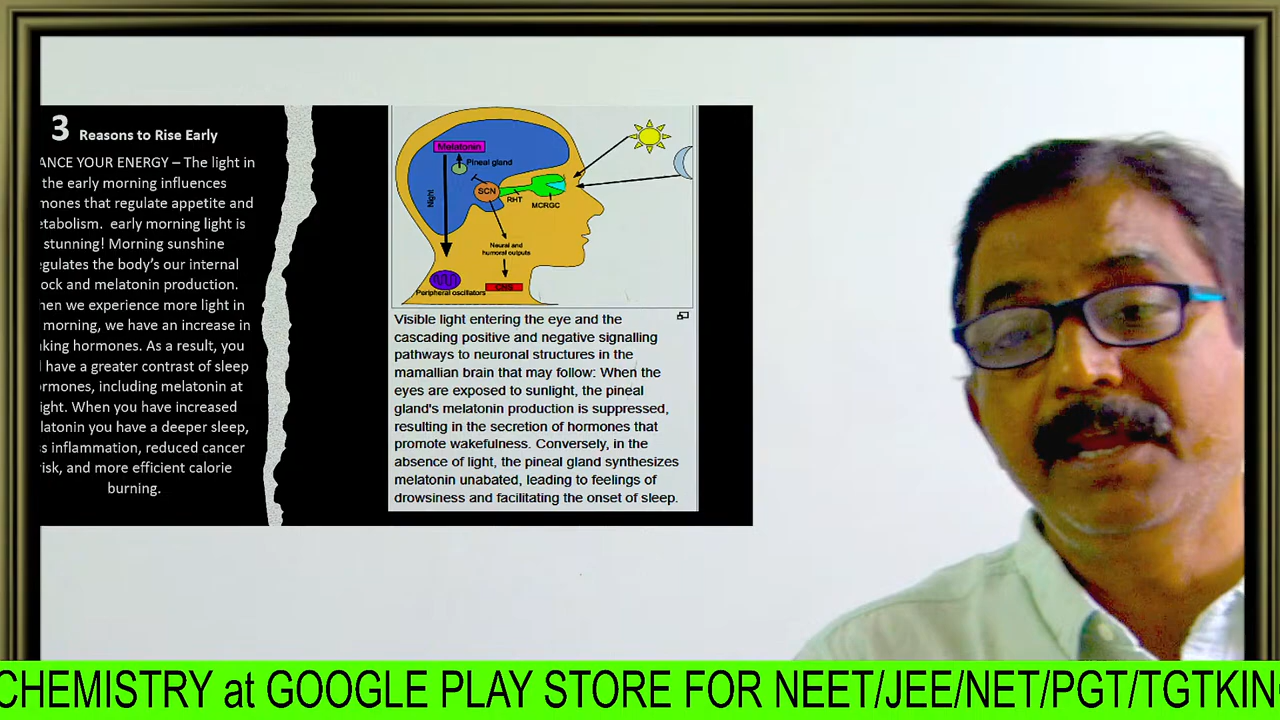 3 Reasons to Rise Early
ANCE YOUR ENERGY – The light in
the early morning influences
mones that regulate appetite and
etabolism. early morning light is
stunning! Morning sunshine
egulates the body's our internal
ock and melatonin production.
hen we experience more light in
morning, we have an increase in
king hormones. As a result, you
have a greater contrast of sleep
ormones, including melatonin at
ight. When you have increased
latonin you have a deeper sleep,
s inflammation, reduced cancer
risk, and more efficient calorie
burning.
Melatonin
Pineal gland
Night
SCN
RHT
MCRGC
Neural and
humoral outputs
Peripheral oscillators
Visible light entering the eye and the
cascading positive and negative signalling
pathways to neuronal structures in the
mamallian brain that may follow: When the
eyes are exposed to sunlight, the pineal
gland's melatonin production is suppressed,
resulting in the secretion of hormones that
promote wakefulness. Conversely, in the
absence of light, the pineal gland synthesizes
melatonin unabated, leading to feelings of
drowsiness and facilitating the onset of sleep.
CHEMISTRY at GOOGLE PLAY STORE FOR NEET/JEE/NET/PGT/TGTKIN